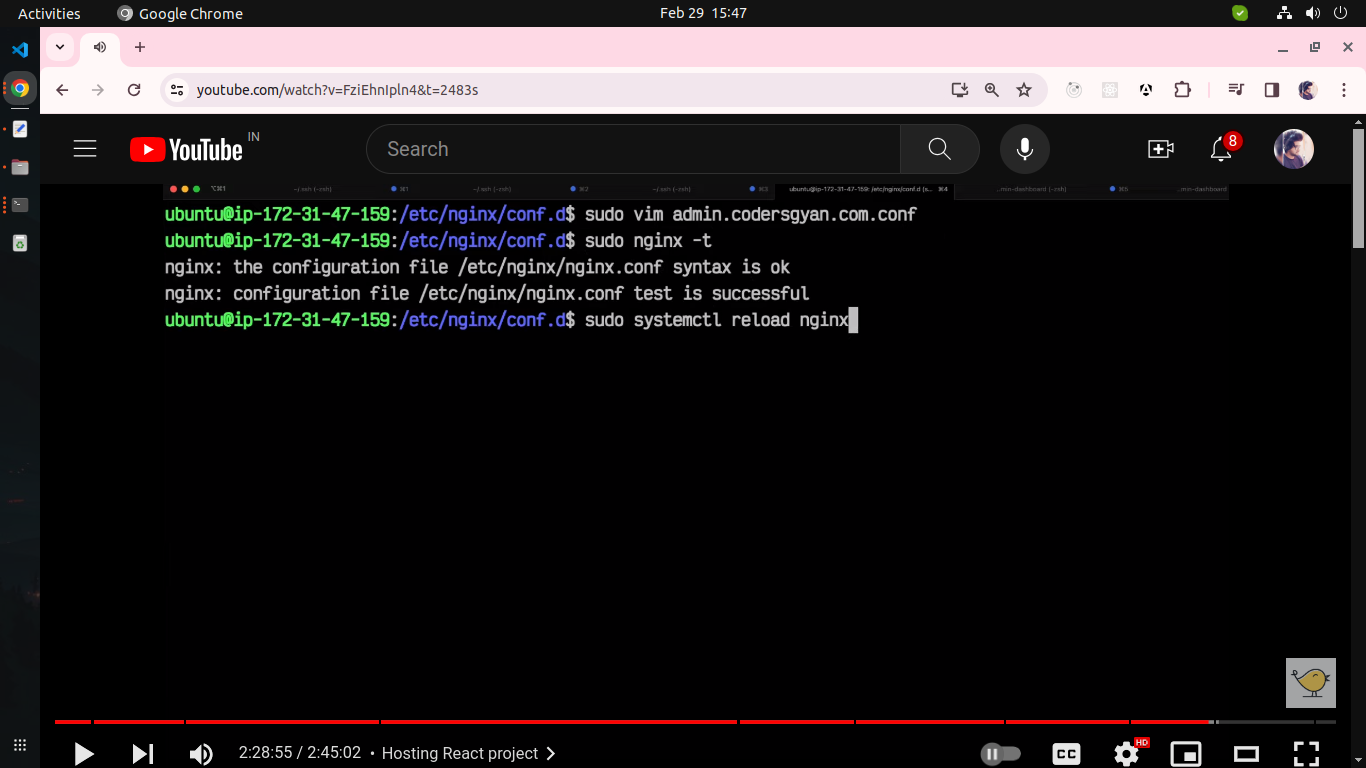 Activities Google Chrome Feb 29 15:47
youtube.com/watch?v=FziEhnIpln4&t=2483s
YouTube IN Search 8
⌥⌘1 ~/.ssh (-zsh) ⌘1 ~/.ssh (-zsh) ⌘2 ~/.ssh (-zsh) ⌘3 ubuntu@ip-172-31-47-159: /etc/nginx/conf.d (s... ⌘4 ...min-dashboard (-zsh) ⌘5 ...min-dashboard
ubuntu@ip-172-31-47-159:/etc/nginx/conf.d$ sudo vim admin.codersgyan.com.conf
ubuntu@ip-172-31-47-159:/etc/nginx/conf.d$ sudo nginx -t
nginx: the configuration file /etc/nginx/nginx.conf syntax is ok
nginx: configuration file /etc/nginx/nginx.conf test is successful
ubuntu@ip-172-31-47-159:/etc/nginx/conf.d$ sudo systemctl reload nginx
2:28:55 / 2:45:02 • Hosting React project CC HD